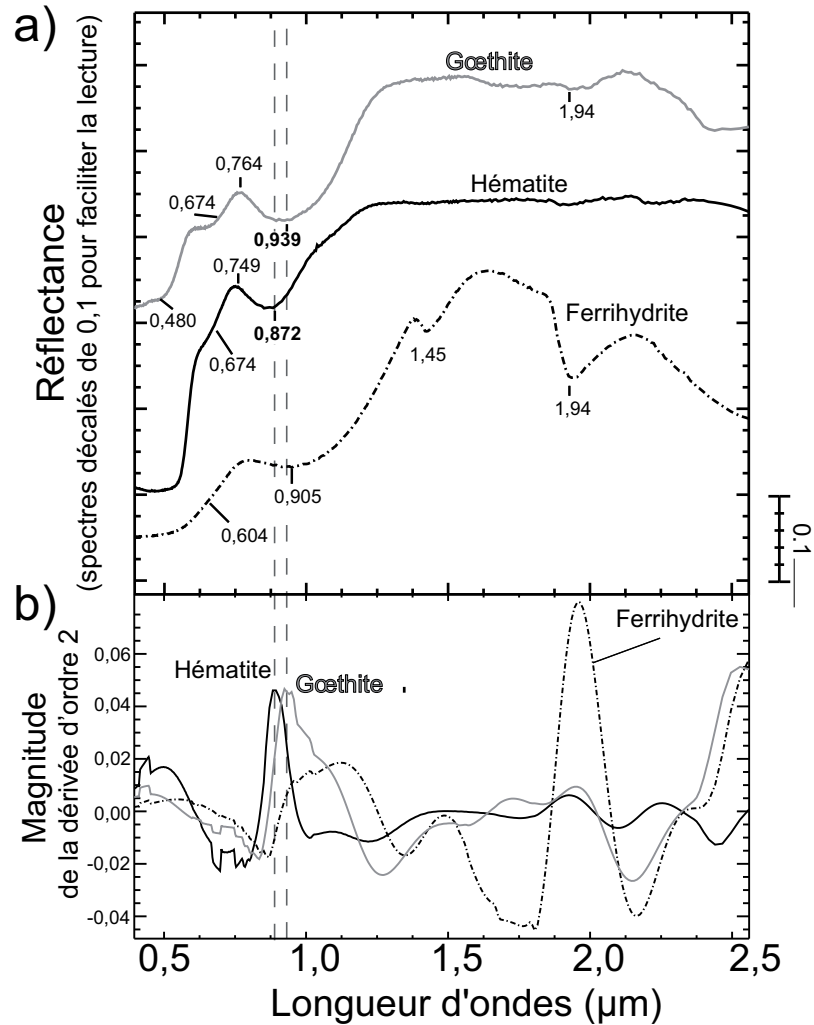 a)
Réflectance
(spectres décalés de 0,1 pour faciliter la lecture)
Gœthite
1,94
0,764
0,674
Hématite
0,939
0,749
0,480
0,872
Ferrihydrite
0,674
1,45
1,94
0,905
0,604
0.1
b)
Magnitude
de la dérivée d'ordre 2
Ferrihydrite
Hématite
Gœthite
0,06
0,04
0,02
0,00
-0,02
-0,04
0,5 1,0 1,5 2,0 2,5
Longueur d'ondes (µm)